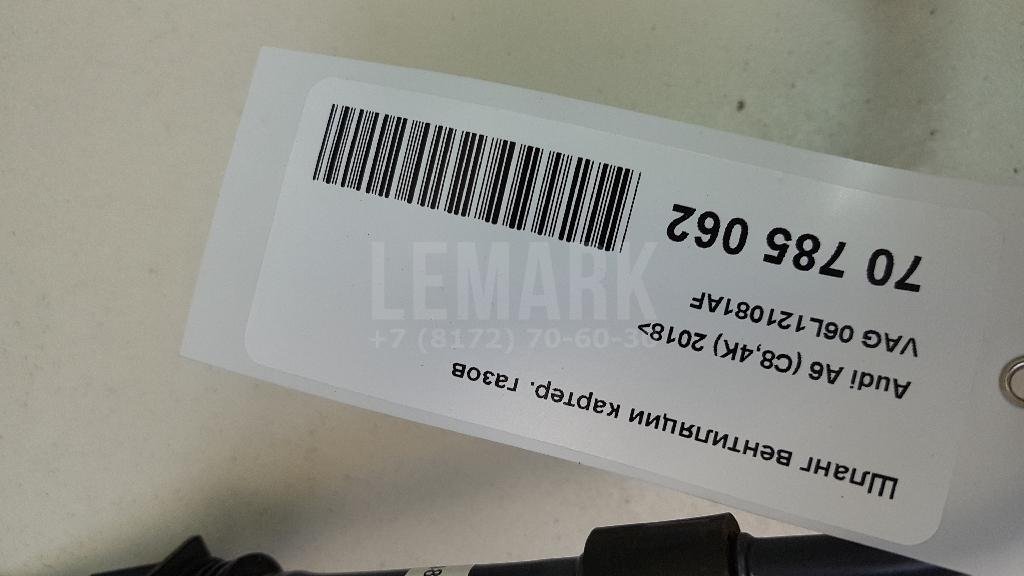 Шланг вентиляции картер. газов
Audi A6 (C8,4K) 2018>
VAG 06L121081AF
70 785 062
LEMARK
+7 (8172) 70-60-30